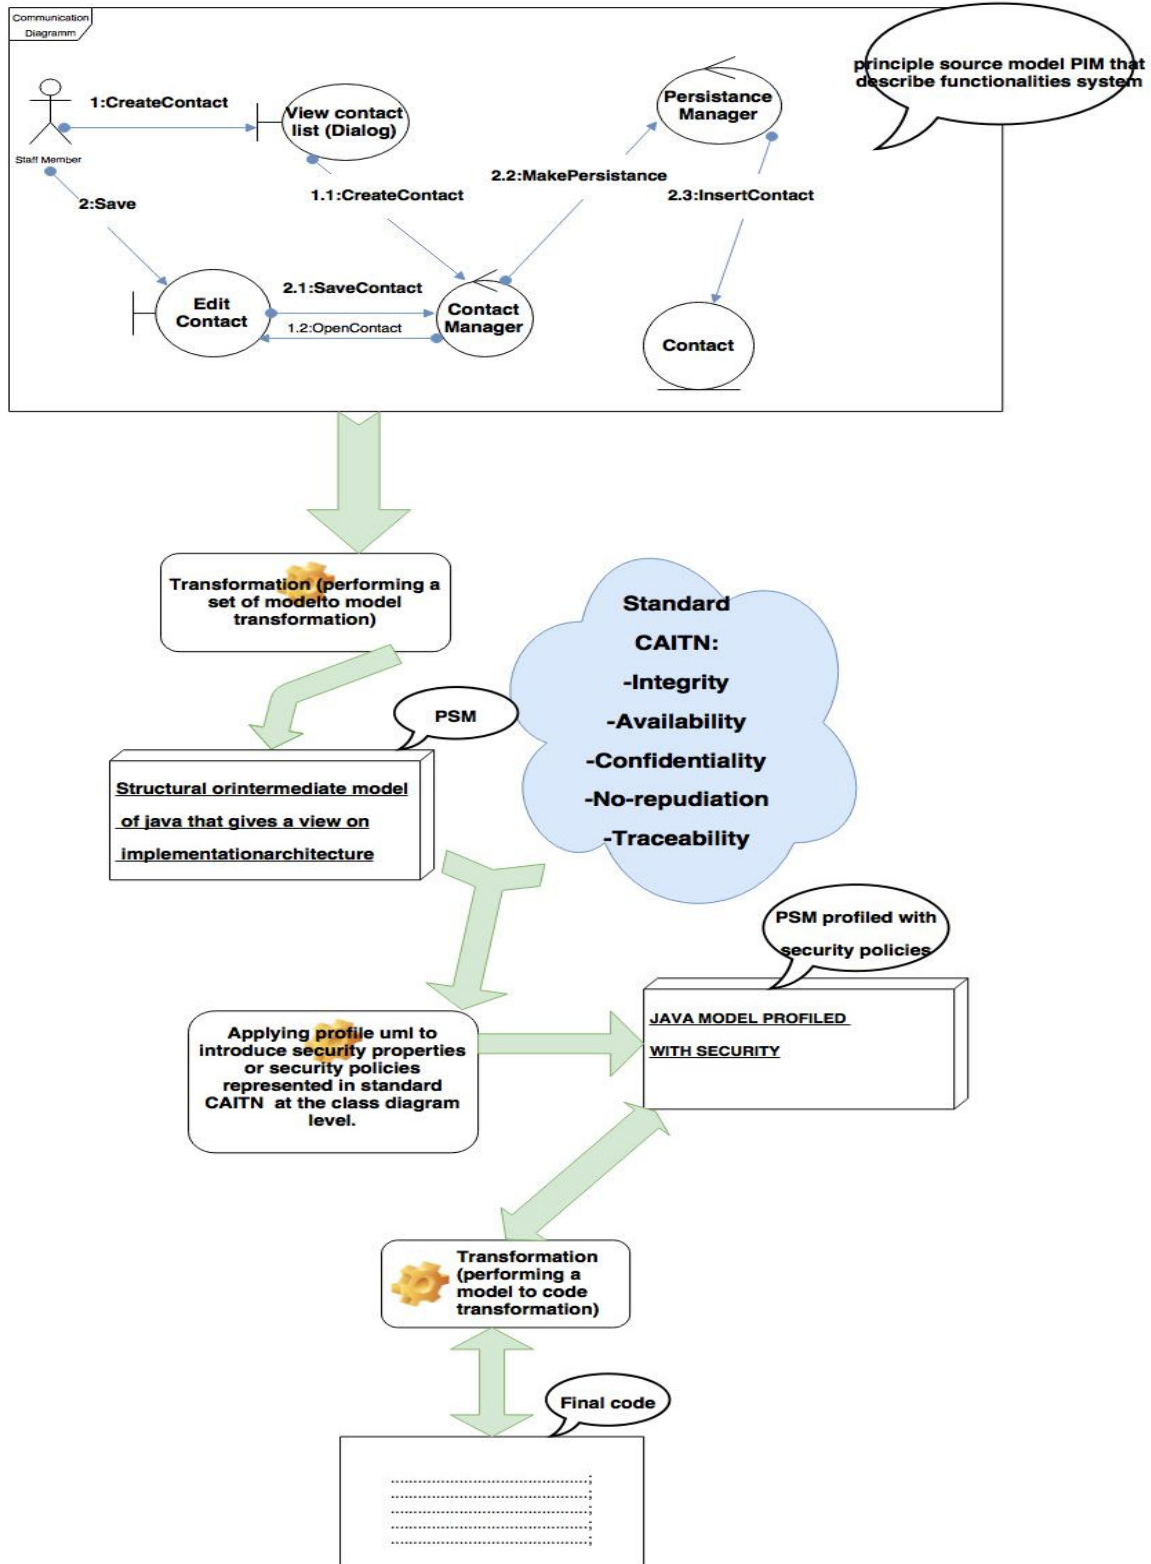 Communication
Diagramm
principle source model PIM that
describe functionalities system
1:CreateContact
View contact
list (Dialog)
Persistance
Manager
Staff Member
2:Save
1.1:CreateContact
2.2:MakePersistance
2.3:InsertContact
Edit
Contact
2.1:SaveContact
1.2:OpenContact
Contact
Manager
Contact
Transformation (performing a
set of modelto model
transformation)
Standard
CAITN:
-Integrity
-Availability
-Confidentiality
-No-repudiation
-Traceability
PSM
Structural orintermediate model
of java that gives a view on
implementationarchitecture
PSM profiled with
security policies
Applying profile uml to
introduce security properties
or security policies
represented in standard
CAITN at the class diagram
level.
JAVA MODEL PROFILED
WITH SECURITY
Transformation
(performing a
model to code
transformation)
Final code